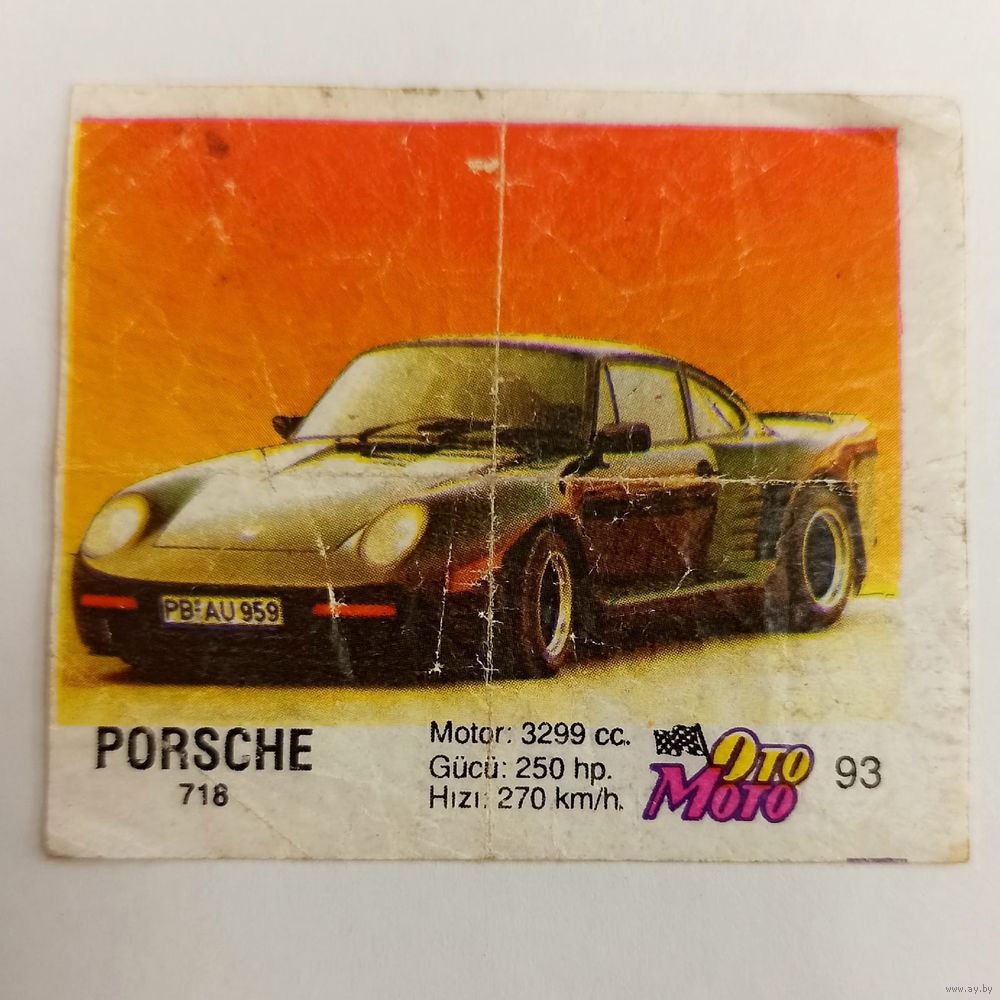 PB AU 959
PORSCHE
718
Motor: 3299 cc.
Gücü: 250 hp.
Hızı: 270 km/h.
OTO
MOTO
93
www.ay.by